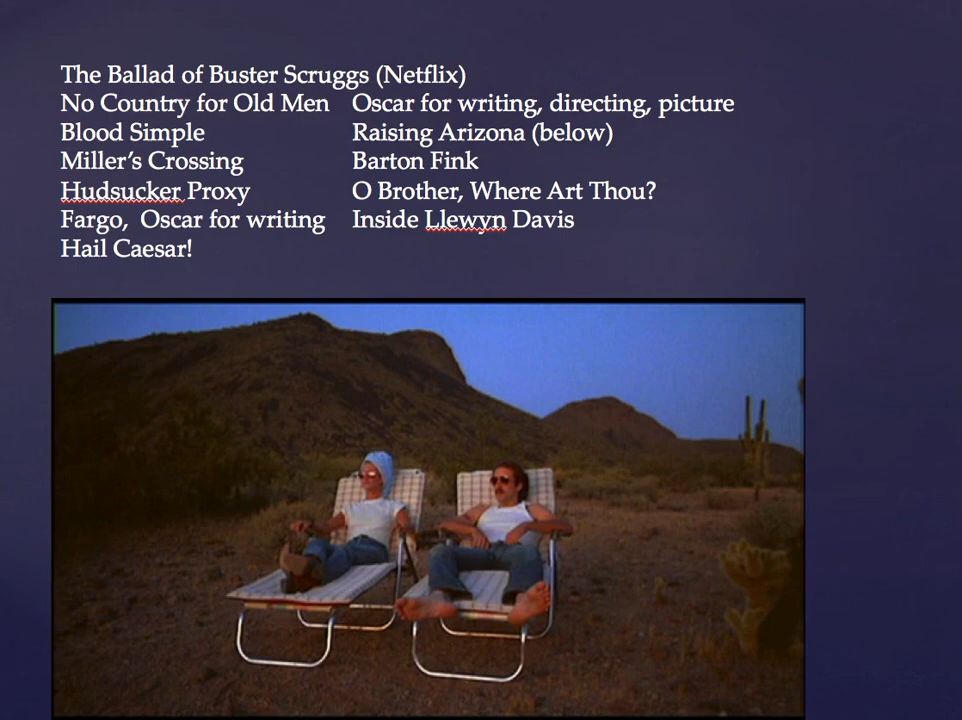 The Ballad of Buster Scruggs (Netflix)
No Country for Old Men Oscar for writing, directing, picture
Blood Simple Raising Arizona (below)
Miller's Crossing Barton Fink
Hudsucker Proxy O Brother, Where Art Thou?
Fargo, Oscar for writing Inside Llewyn Davis
Hail Caesar!